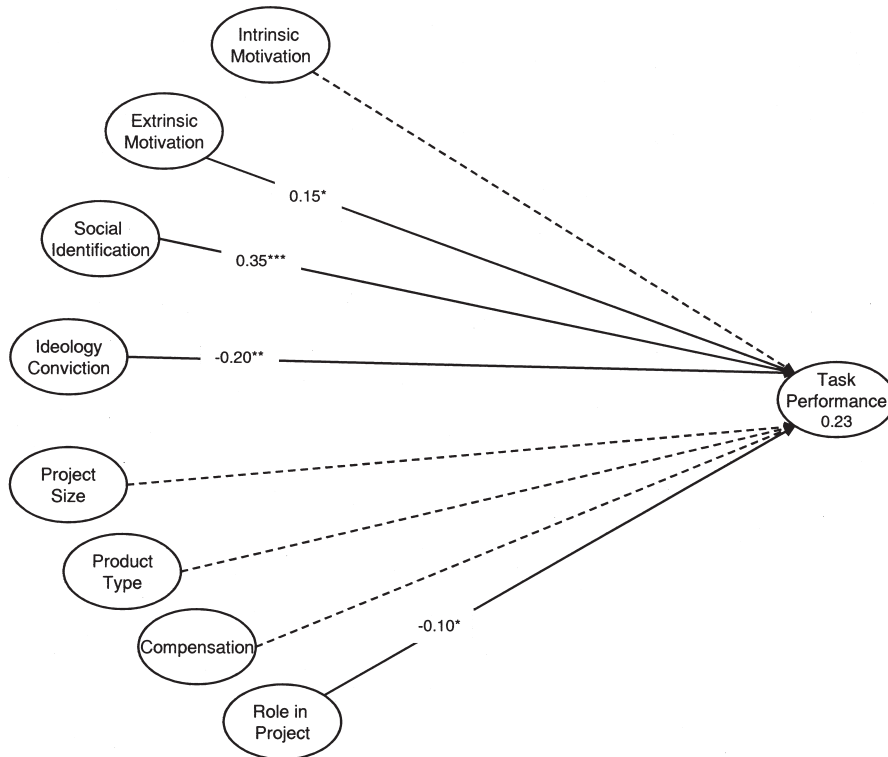 Intrinsic
Motivation
Extrinsic
Motivation
0.15*
Social
Identification
0.35***
Ideology
Conviction
-0.20**
Task
Performance
0.23
Project
Size
Product
Type
Compensation
-0.10*
Role in
Project